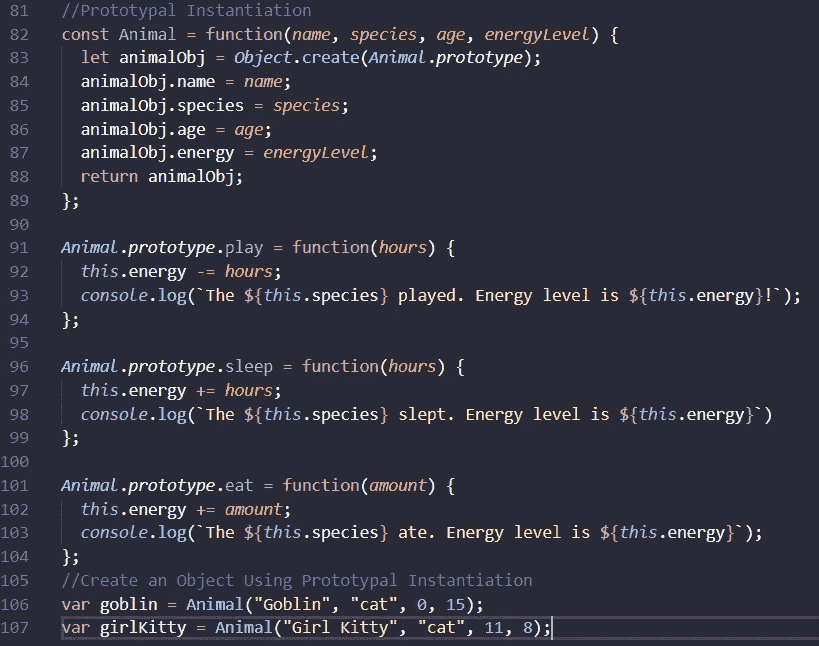 81 //Prototypal Instantiation
82 const Animal = function(name, species, age, energyLevel) {
83 let animalObj = Object.create(Animal.prototype);
84 animalObj.name = name;
85 animalObj.species = species;
86 animalObj.age = age;
87 animalObj.energy = energyLevel;
88 return animalObj;
89 };
90
91 Animal.prototype.play = function(hours) {
92 this.energy -= hours;
93 console.log(`The ${this.species} played. Energy level is ${this.energy}!`);
94 };
95
96 Animal.prototype.sleep = function(hours) {
97 this.energy += hours;
98 console.log(`The ${this.species} slept. Energy level is ${this.energy}`)
99 };
100
101 Animal.prototype.eat = function(amount) {
102 this.energy += amount;
103 console.log(`The ${this.species} ate. Energy level is ${this.energy}`);
104 };
105 //Create an Object Using Prototypal Instantiation
106 var goblin = Animal("Goblin", "cat", 0, 15);
107 var girlKitty = Animal("Girl Kitty", "cat", 11, 8);